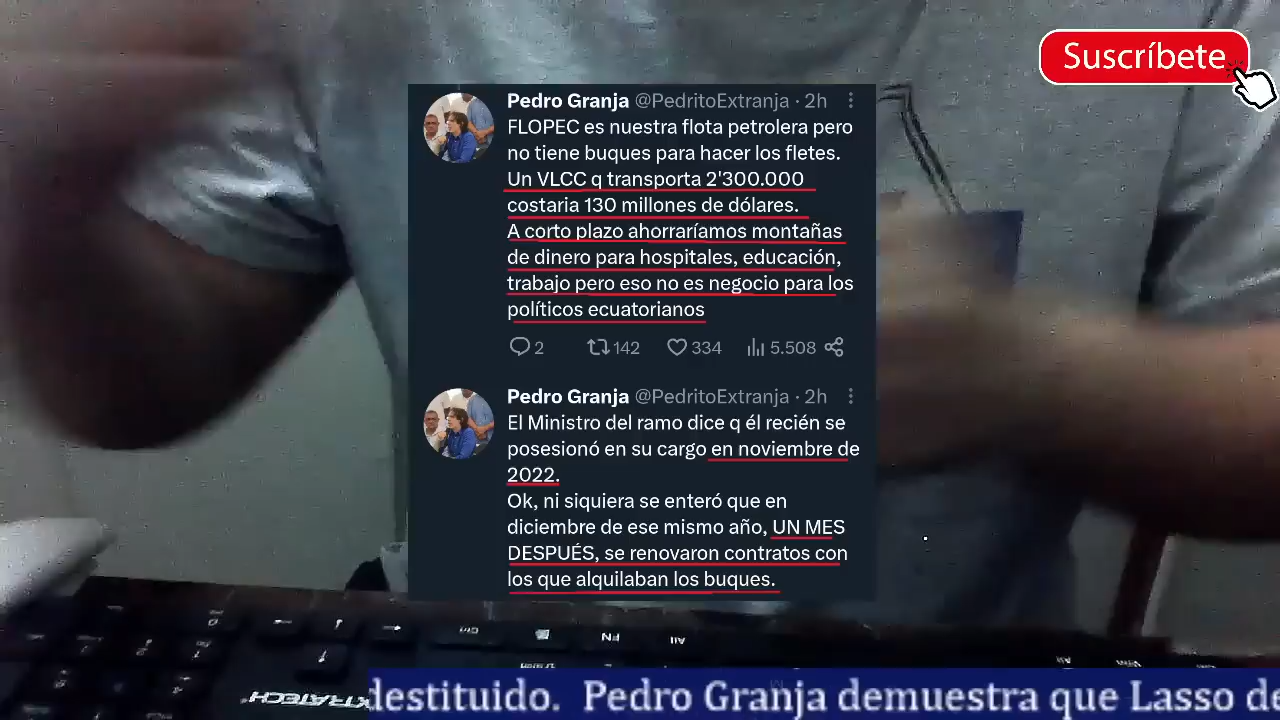 Suscríbete
Pedro Granja @PedritoExtranja · 2h
FLOPEC es nuestra flota petrolera pero
no tiene buques para hacer los fletes.
Un VLCC q transporta 2'300.000
costaria 130 millones de dólares.
A corto plazo ahorraríamos montañas
de dinero para hospitales, educación,
trabajo pero eso no es negocio para los
políticos ecuatorianos
2 142 334 5.508
Pedro Granja @PedritoExtranja · 2h
El Ministro del ramo dice q él recién se
posesionó en su cargo en noviembre de
2022.
Ok, ni siquiera se enteró que en
diciembre de ese mismo año, UN MES
DESPUÉS, se renovaron contratos con
los que alquilaban los buques.
destituido. Pedro Granja demuestra que Lasso de